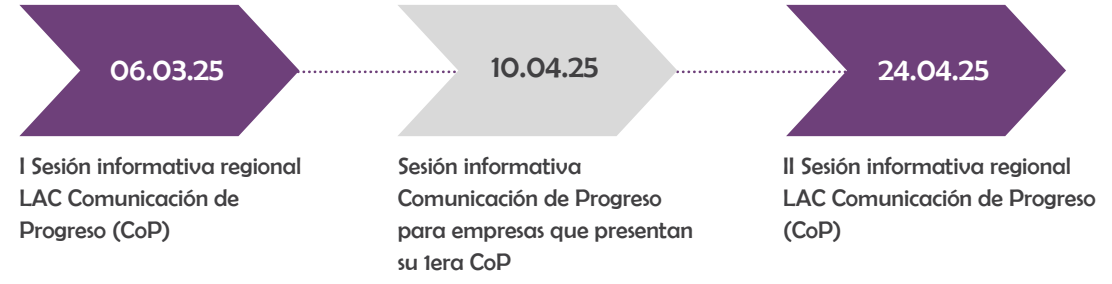 06.03.25
I Sesión informativa regional
LAC Comunicación de
Progreso (CoP)
10.04.25
Sesión informativa
Comunicación de Progreso
para empresas que presentan
su 1era CoP
24.04.25
II Sesión informativa regional
LAC Comunicación de Progreso
(CoP)